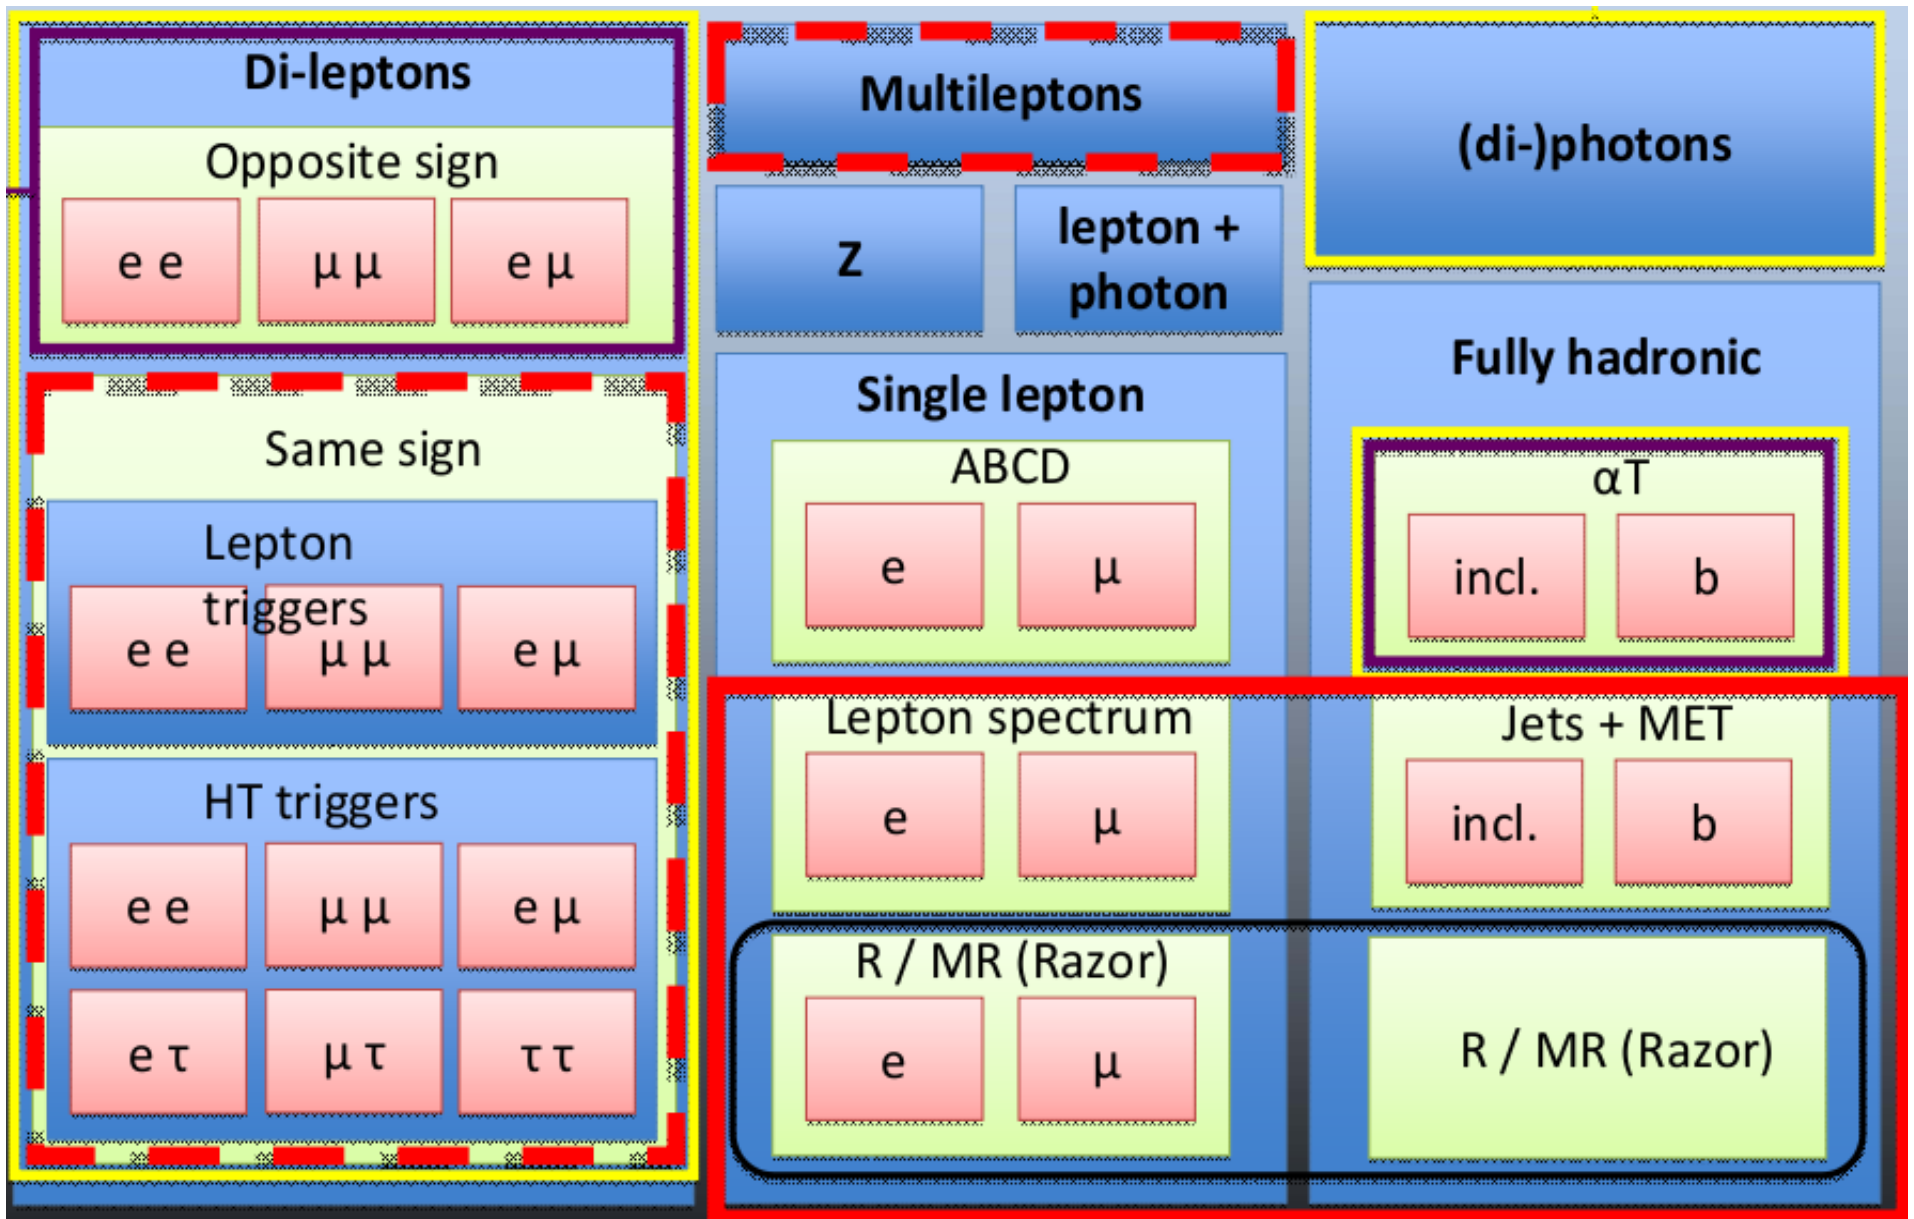 Di-leptons
Opposite sign
e e
μ μ
e μ
Same sign
Lepton
triggers
e e
μ μ
e μ
HT triggers
e e
μ μ
e μ
e τ
μ τ
τ τ
Multileptons
Z
lepton +
photon
Single lepton
ABCD
e
μ
Lepton spectrum
e
μ
R / MR (Razor)
e
μ
(di-)photons
Fully hadronic
αT
incl.
b
Jets + MET
incl.
b
R / MR (Razor)